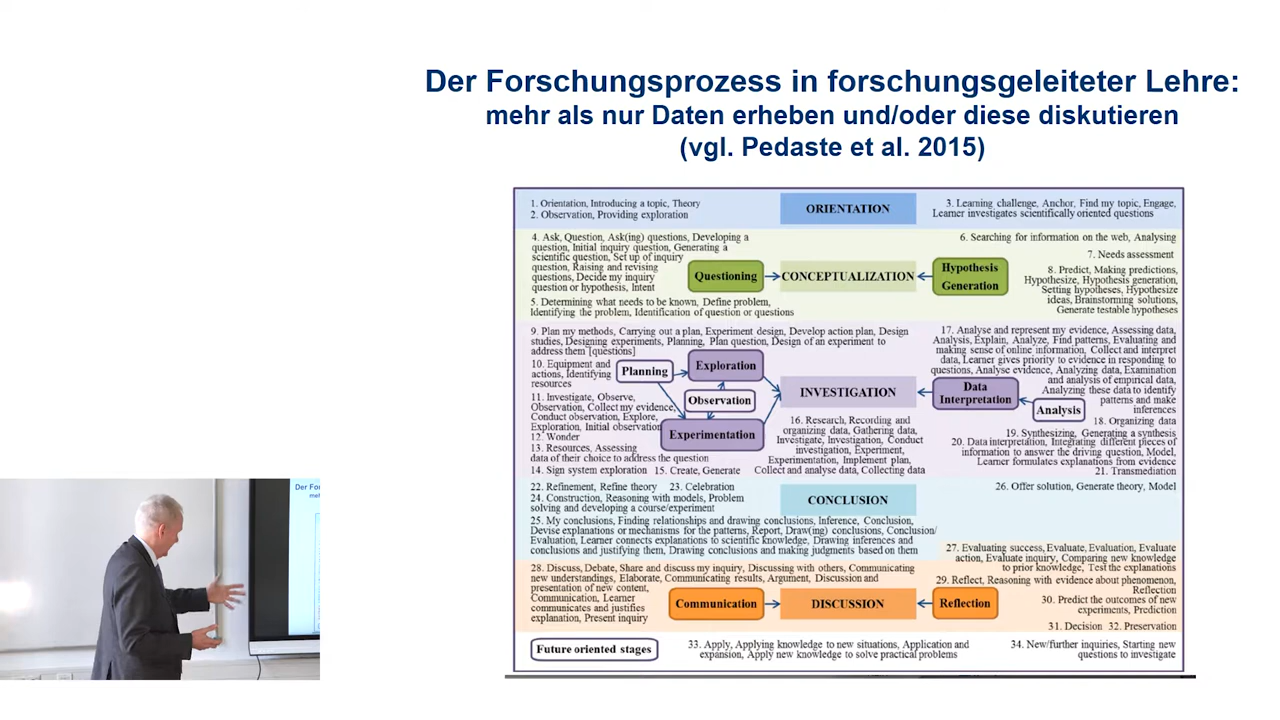 Der Forschungsprozess in forschungsgeleiteter Lehre:
mehr als nur Daten erheben und/oder diese diskutieren
(vgl. Pedaste et al. 2015)
1. Orientation, Introducing a topic, Theory
2. Observation, Providing exploration
ORIENTATION
3. Learning challenge, Anchor, Find my topic, Engage,
Learner investigates scientifically oriented questions
4. Ask, Question, Ask(ing) questions, Developing a
question, Initial inquiry question, Generating a
scientific question, Set up of inquiry
question, Raising and revising
questions, Decide my inquiry
question or hypothesis, Intent
Questioning
CONCEPTUALIZATION
Hypothesis
Generation
5. Determining what needs to be known, Define problem,
Identifying the problem, Identification of question or questions
6. Searching for information on the web, Analysing
7. Needs assessment
8. Predict, Making predictions,
Hypothesize, Hypothesis generation,
Setting hypotheses, Hypothesize
ideas, Brainstorming solutions,
Generate testable hypotheses
9. Plan my methods, Carrying out a plan, Experiment design, Develop action plan, Design
studies, Designing experiments, Planning, Plan question, Design of an experiment to
address them [questions]
10. Equipment and
actions, Identifying
resources
Planning
Exploration
Observation
Experimentation
11. Investigate, Observe,
Observation, Collect my evidence,
Conduct observation, Explore,
Exploration, Initial observation
12. Wonder
13. Resources, Assessing
data of their choice to address the question
14. Sign system exploration
15. Create, Generate
INVESTIGATION
16. Research, Recording and
organizing data, Gathering data,
Investigate, Investigation, Conduct
investigation, Experiment,
Experimentation, Implement plan,
Collect and analyse data, Collecting data
17. Analyse and represent my evidence, Assessing data,
Analysis, Explain, Analyze, Find patterns, Evaluating and
making sense of online information, Collect and interpret
data, Learner gives priority to evidence in responding to
questions, Analyse evidence, Analyzing data, Examination
and analysis of empirical data,
Analyzing these data to identify
patterns and make
inferences
Data
Interpretation
Analysis
18. Organizing data
19. Synthesizing, Generating a synthesis
20. Data interpretation, Integrating different pieces of
information to answer the driving question, Model,
Learner formulates explanations from evidence
21. Transmediation
22. Refinement, Refine theory
23. Celebration
24. Construction, Reasoning with models, Problem
solving and developing a course/experiment
CONCLUSION
25. My conclusions, Finding relationships and drawing conclusions, Inference, Conclusion,
Devise explanations or mechanisms for the patterns, Report, Draw(ing) conclusions, Conclusion/
Evaluation, Learner connects explanations to scientific knowledge, Drawing inferences and
conclusions and justifying them, Drawing conclusions and making judgments based on them
26. Offer solution, Generate theory, Model
27. Evaluating success, Evaluate, Evaluation, Evaluate
action, Evaluate inquiry, Comparing new knowledge
to prior knowledge, Test the explanations
28. Discuss, Debate, Share and discuss my inquiry, Discussing with others, Communicating
new understandings, Elaborate, Communicating results, Argument, Discussion and
presentation of new content,
Communication, Learner
communicates and justifies
explanation, Present inquiry
Communication
DISCUSSION
Reflection
29. Reflect, Reasoning with evidence about phenomenon,
Reflection
30. Predict the outcomes of new
experiments, Prediction
31. Decision
32. Preservation
Future oriented stages
33. Apply, Applying knowledge to new situations, Application and
expansion, Apply new knowledge to solve practical problems
34. New/further inquiries, Starting new
questions to investigate
Der For
meh